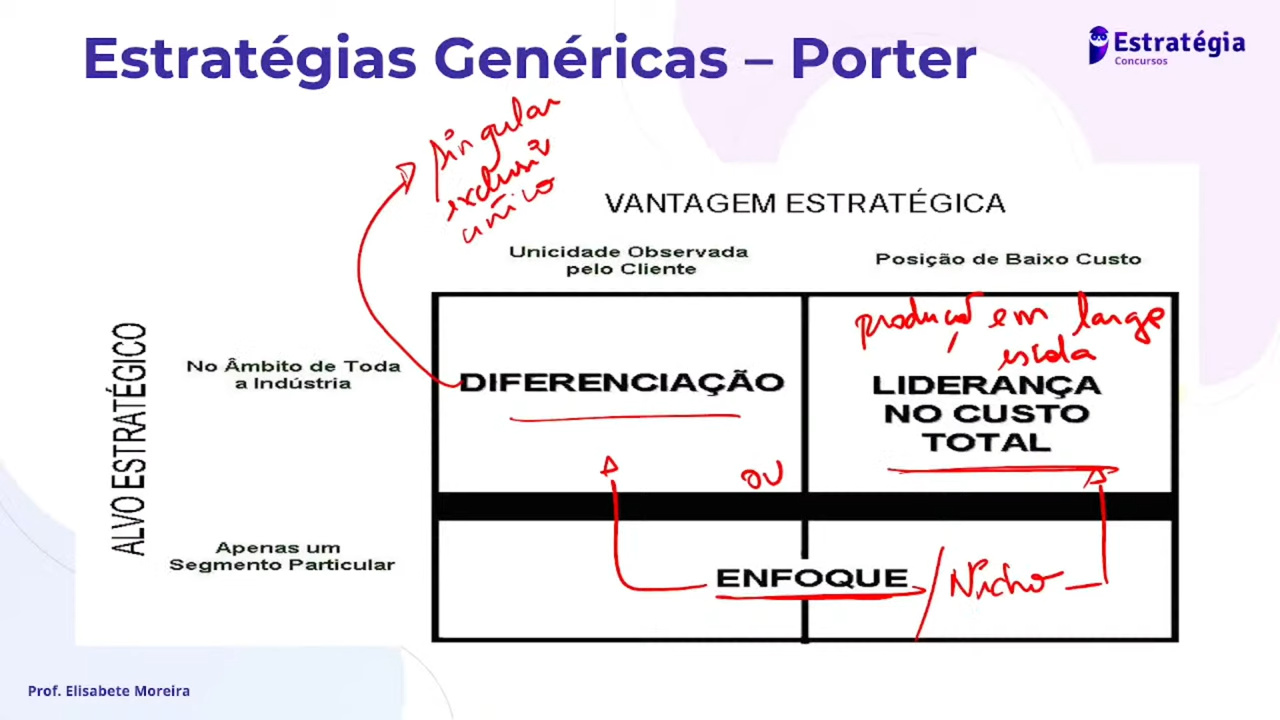 Estratégias Genéricas – Porter
Estratégia
Concursos
singular
exclusiv
único
VANTAGEM ESTRATÉGICA
Unicidade Observada
pelo Cliente
Posição de Baixo Custo
produção em larga
escala
ALVO ESTRATÉGICO
No Âmbito de Toda
a Indústria
DIFERENCIAÇÃO
LIDERANÇA
NO CUSTO
TOTAL
OU
Apenas um
Segmento Particular
ENFOQUE / Nicho
Prof. Elisabete Moreira